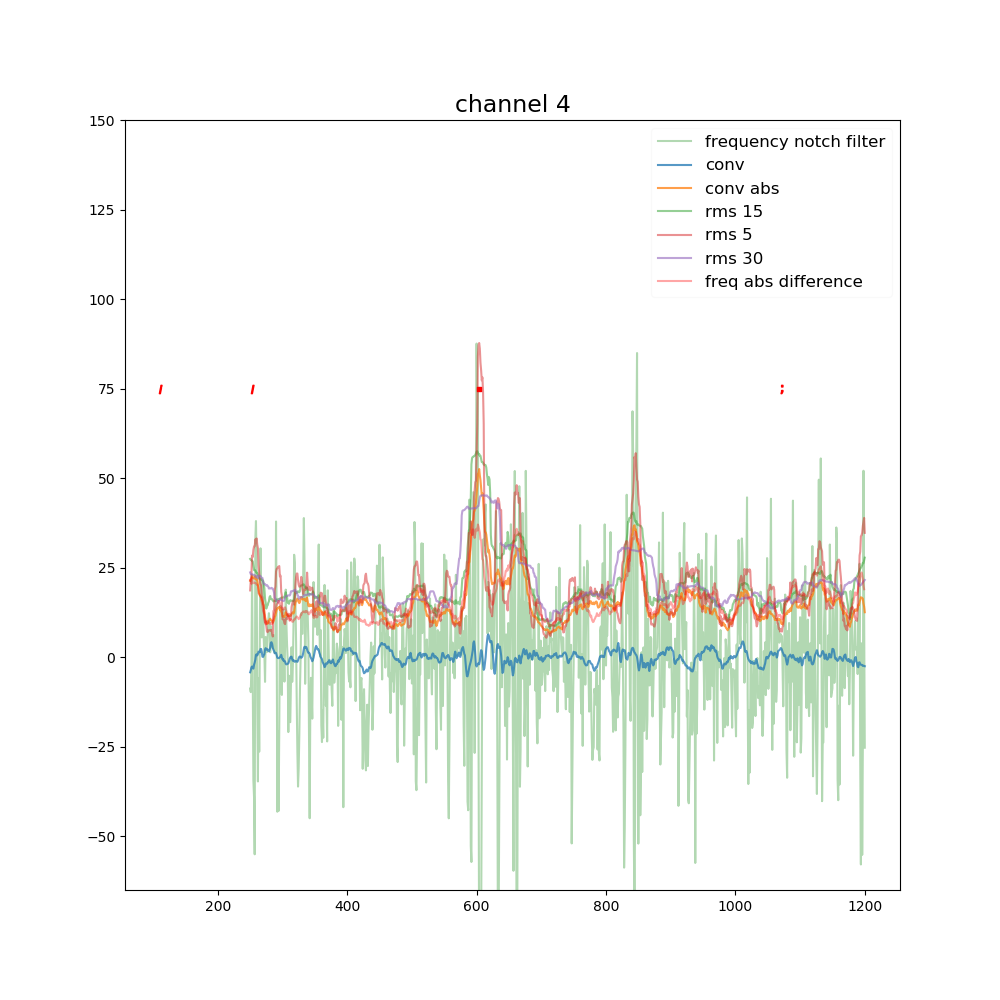 channel 4
150
125
100
75
50
25
0
−25
−50
200 400 600 800 1000 1200
frequency notch filter
conv
conv abs
rms 15
rms 5
rms 30
freq abs difference